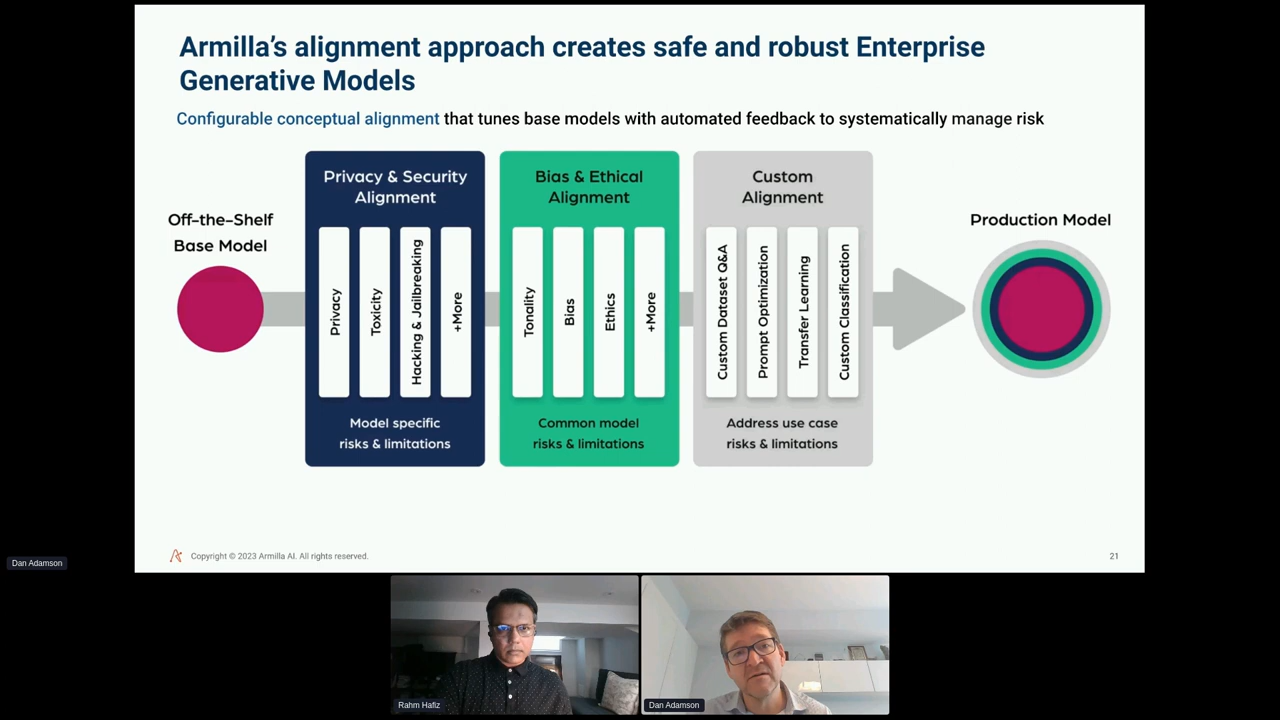 Armilla's alignment approach creates safe and robust Enterprise
Generative Models
Configurable conceptual alignment that tunes base models with automated feedback to systematically manage risk
Off-the-Shelf
Base Model
Privacy & Security
Alignment
Privacy
Toxicity
Hacking & Jailbreaking
+More
Model specific
risks & limitations
Bias & Ethical
Alignment
Tonality
Bias
Ethics
+More
Common model
risks & limitations
Custom
Alignment
Custom Dataset Q&A
Prompt Optimization
Transfer Learning
Custom Classification
Address use case
risks & limitations
Production Model
Copyright © 2023 Armilla AI. All rights reserved.
21
Dan Adamson
Rahm Hafiz
Dan Adamson